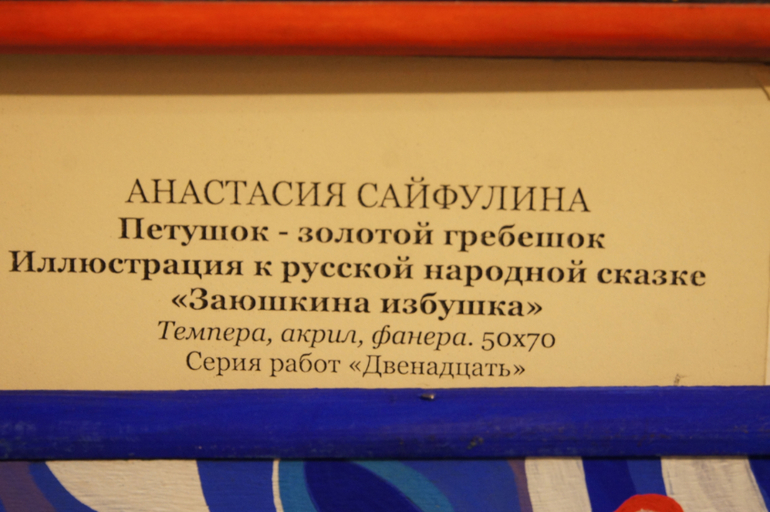 АНАСТАСИЯ САЙФУЛИНА
Петушок - золотой гребешок
Иллюстрация к русской народной сказке
«Заюшкина избушка»
Темпера, акрил, фанера. 50х70
Серия работ «Двенадцать»